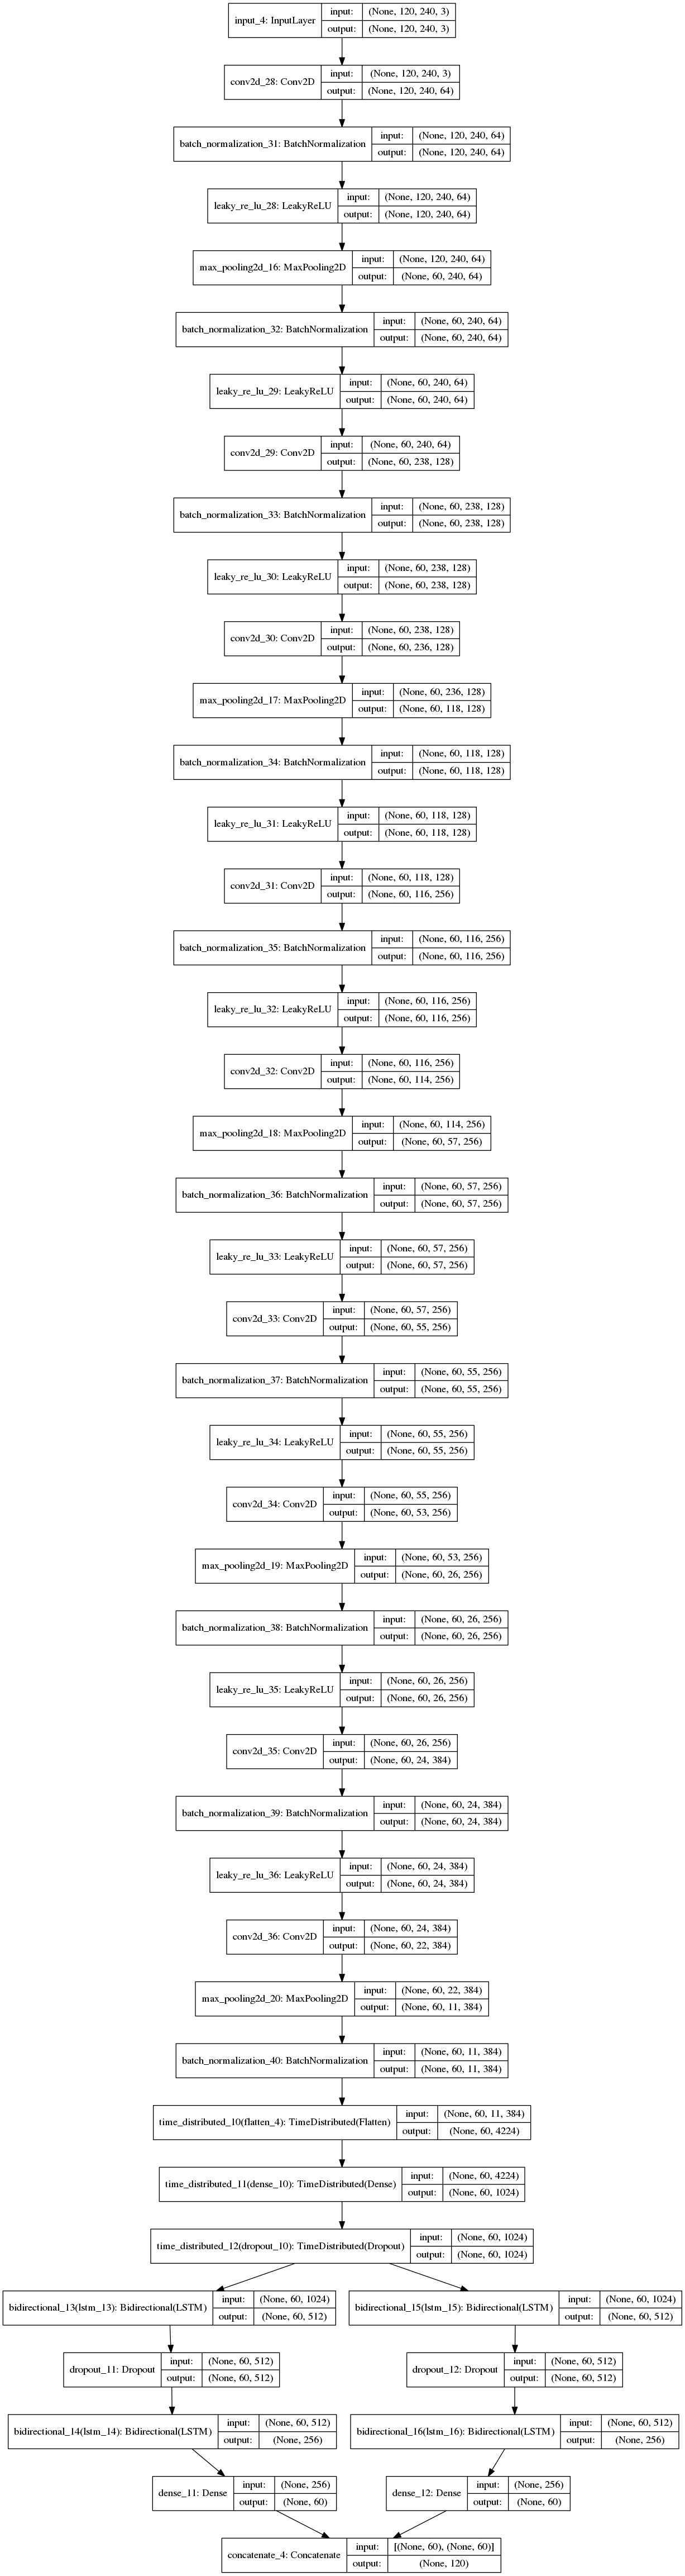 input_4: InputLayer input: (None, 120, 240, 3)
output: (None, 120, 240, 3)
conv2d_28: Conv2D input: (None, 120, 240, 3)
output: (None, 120, 240, 64)
batch_normalization_31: BatchNormalization input: (None, 120, 240, 64)
output: (None, 120, 240, 64)
leaky_re_lu_28: LeakyReLU input: (None, 120, 240, 64)
output: (None, 120, 240, 64)
max_pooling2d_16: MaxPooling2D input: (None, 120, 240, 64)
output: (None, 60, 240, 64)
batch_normalization_32: BatchNormalization input: (None, 60, 240, 64)
output: (None, 60, 240, 64)
leaky_re_lu_29: LeakyReLU input: (None, 60, 240, 64)
output: (None, 60, 240, 64)
conv2d_29: Conv2D input: (None, 60, 240, 64)
output: (None, 60, 238, 128)
batch_normalization_33: BatchNormalization input: (None, 60, 238, 128)
output: (None, 60, 238, 128)
leaky_re_lu_30: LeakyReLU input: (None, 60, 238, 128)
output: (None, 60, 238, 128)
conv2d_30: Conv2D input: (None, 60, 238, 128)
output: (None, 60, 236, 128)
max_pooling2d_17: MaxPooling2D input: (None, 60, 236, 128)
output: (None, 60, 118, 128)
batch_normalization_34: BatchNormalization input: (None, 60, 118, 128)
output: (None, 60, 118, 128)
leaky_re_lu_31: LeakyReLU input: (None, 60, 118, 128)
output: (None, 60, 118, 128)
conv2d_31: Conv2D input: (None, 60, 118, 128)
output: (None, 60, 116, 256)
batch_normalization_35: BatchNormalization input: (None, 60, 116, 256)
output: (None, 60, 116, 256)
leaky_re_lu_32: LeakyReLU input: (None, 60, 116, 256)
output: (None, 60, 116, 256)
conv2d_32: Conv2D input: (None, 60, 116, 256)
output: (None, 60, 114, 256)
max_pooling2d_18: MaxPooling2D input: (None, 60, 114, 256)
output: (None, 60, 57, 256)
batch_normalization_36: BatchNormalization input: (None, 60, 57, 256)
output: (None, 60, 57, 256)
leaky_re_lu_33: LeakyReLU input: (None, 60, 57, 256)
output: (None, 60, 57, 256)
conv2d_33: Conv2D input: (None, 60, 57, 256)
output: (None, 60, 55, 256)
batch_normalization_37: BatchNormalization input: (None, 60, 55, 256)
output: (None, 60, 55, 256)
leaky_re_lu_34: LeakyReLU input: (None, 60, 55, 256)
output: (None, 60, 55, 256)
conv2d_34: Conv2D input: (None, 60, 55, 256)
output: (None, 60, 53, 256)
max_pooling2d_19: MaxPooling2D input: (None, 60, 53, 256)
output: (None, 60, 26, 256)
batch_normalization_38: BatchNormalization input: (None, 60, 26, 256)
output: (None, 60, 26, 256)
leaky_re_lu_35: LeakyReLU input: (None, 60, 26, 256)
output: (None, 60, 26, 256)
conv2d_35: Conv2D input: (None, 60, 26, 256)
output: (None, 60, 24, 384)
batch_normalization_39: BatchNormalization input: (None, 60, 24, 384)
output: (None, 60, 24, 384)
leaky_re_lu_36: LeakyReLU input: (None, 60, 24, 384)
output: (None, 60, 24, 384)
conv2d_36: Conv2D input: (None, 60, 24, 384)
output: (None, 60, 22, 384)
max_pooling2d_20: MaxPooling2D input: (None, 60, 22, 384)
output: (None, 60, 11, 384)
batch_normalization_40: BatchNormalization input: (None, 60, 11, 384)
output: (None, 60, 11, 384)
time_distributed_10(flatten_4): TimeDistributed(Flatten) input: (None, 60, 11, 384)
output: (None, 60, 4224)
time_distributed_11(dense_10): TimeDistributed(Dense) input: (None, 60, 4224)
output: (None, 60, 1024)
time_distributed_12(dropout_10): TimeDistributed(Dropout) input: (None, 60, 1024)
output: (None, 60, 1024)
bidirectional_13(lstm_13): Bidirectional(LSTM) input: (None, 60, 1024)
output: (None, 60, 512)
bidirectional_15(lstm_15): Bidirectional(LSTM) input: (None, 60, 1024)
output: (None, 60, 512)
dropout_11: Dropout input: (None, 60, 512)
output: (None, 60, 512)
dropout_12: Dropout input: (None, 60, 512)
output: (None, 60, 512)
bidirectional_14(lstm_14): Bidirectional(LSTM) input: (None, 60, 512)
output: (None, 256)
bidirectional_16(lstm_16): Bidirectional(LSTM) input: (None, 60, 512)
output: (None, 256)
dense_11: Dense input: (None, 256)
output: (None, 60)
dense_12: Dense input: (None, 256)
output: (None, 60)
concatenate_4: Concatenate input: [(None, 60), (None, 60)]
output: (None, 120)